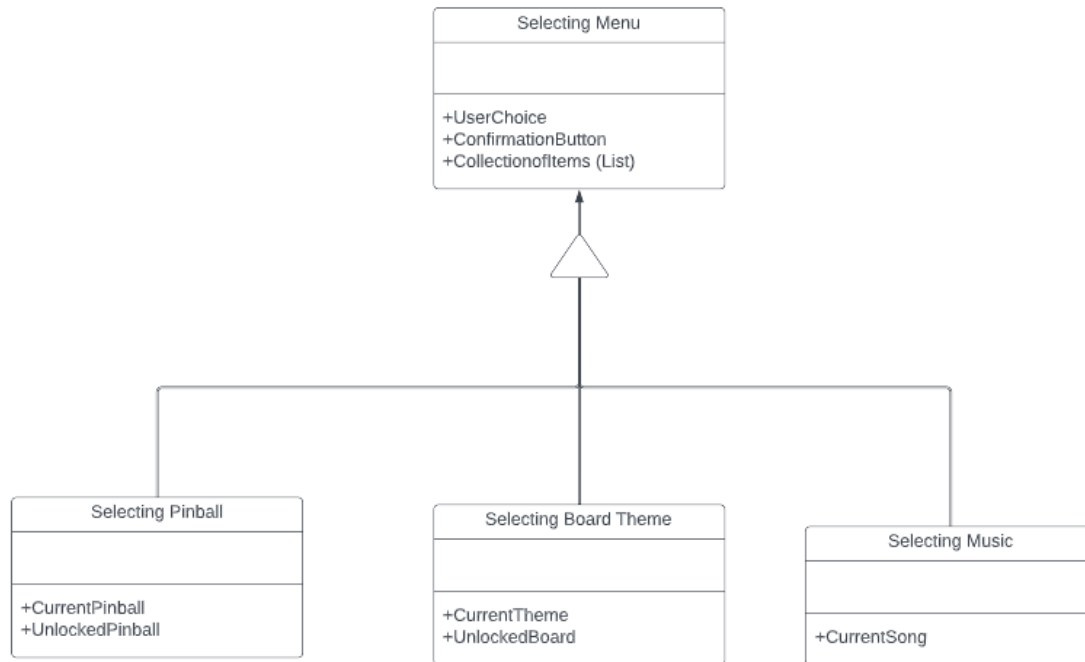 Selecting Menu
+UserChoice
+ConfirmationButton
+CollectionofItems (List)
Selecting Pinball
+CurrentPinball
+UnlockedPinball
Selecting Board Theme
+CurrentTheme
+UnlockedBoard
Selecting Music
+CurrentSong